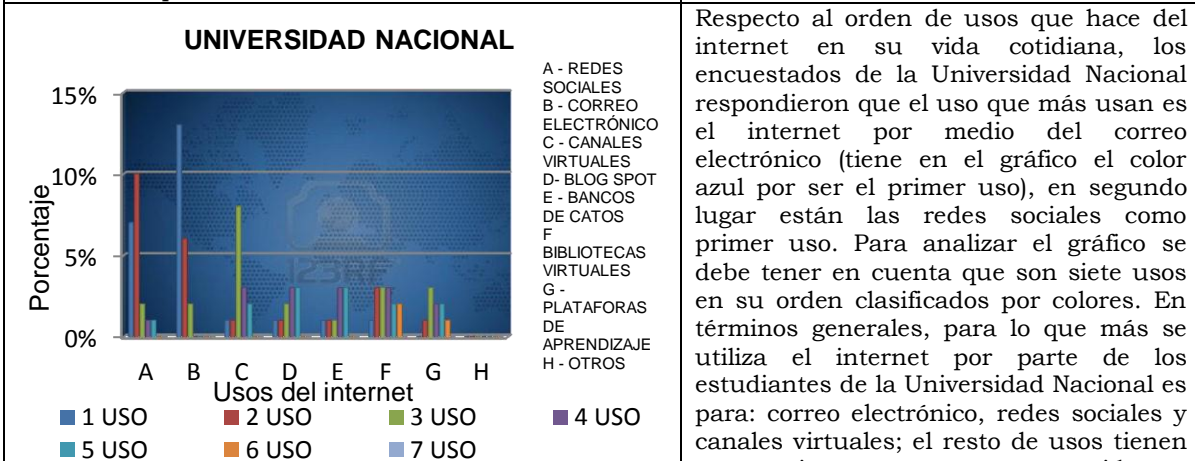 UNIVERSIDAD NACIONAL
15%
10%
5%
0%
Porcentaje
A B C D E F G H
Usos del internet
A - REDES
SOCIALES
B - CORREO
ELECTRÓNICO
C - CANALES
VIRTUALES
D- BLOG SPOT
E - BANCOS
DE CATOS
F
BIBLIOTECAS
VIRTUALES
G -
PLATAFORAS
DE
APRENDIZAJE
H - OTROS
1 USO 2 USO 3 USO 4 USO
5 USO 6 USO 7 USO
123RF
Respecto al orden de usos que hace del
internet en su vida cotidiana, los
encuestados de la Universidad Nacional
respondieron que el uso que más usan es
el internet por medio del correo
electrónico (tiene en el gráfico el color
azul por ser el primer uso), en segundo
lugar están las redes sociales como
primer uso. Para analizar el gráfico se
debe tener en cuenta que son siete usos
en su orden clasificados por colores. En
términos generales, para lo que más se
utiliza el internet por parte de los
estudiantes de la Universidad Nacional es
para: correo electrónico, redes sociales y
canales virtuales; el resto de usos tienen